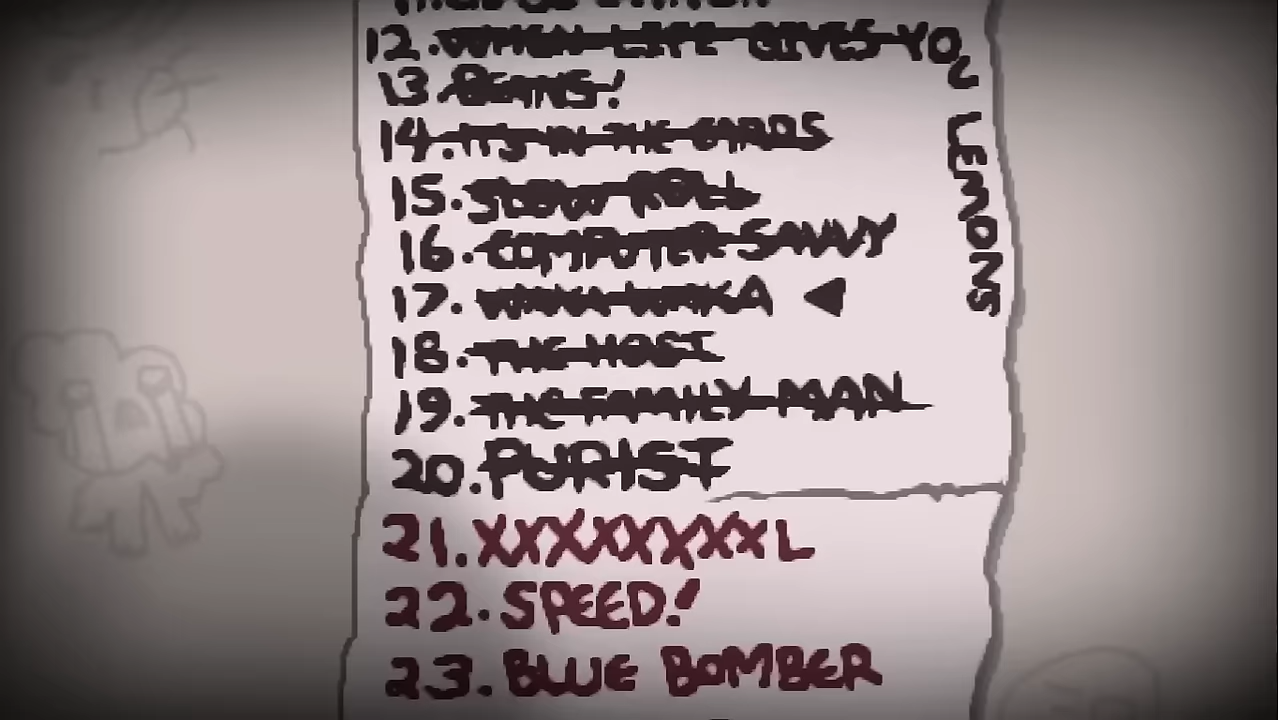 12. WHEN LIFE GIVES YOU LEMONS
13. BEANS!
14. IT'S IN THE CARDS
15. SLOW ROLL
16. COMPUTER SAVVY
17. WAKA WAKA
18. THE HOST
19. THE FAMILY MAN
20. PURIST
21. XXXXXXXXL
22. SPEED!
23. BLUE BOMBER